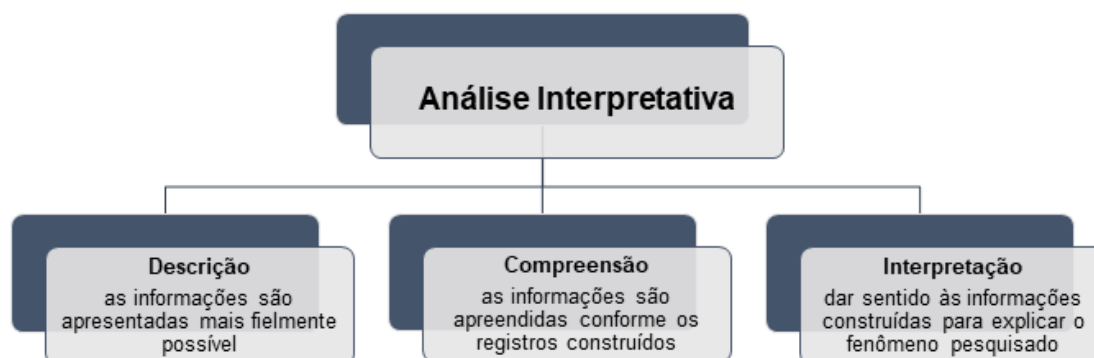 Análise Interpretativa
Descrição
as informações são
apresentadas mais fielmente
possível
Compreensão
as informações são
apreendidas conforme os
registros construídos
Interpretação
dar sentido às informações
construídas para explicar o
fenômeno pesquisado